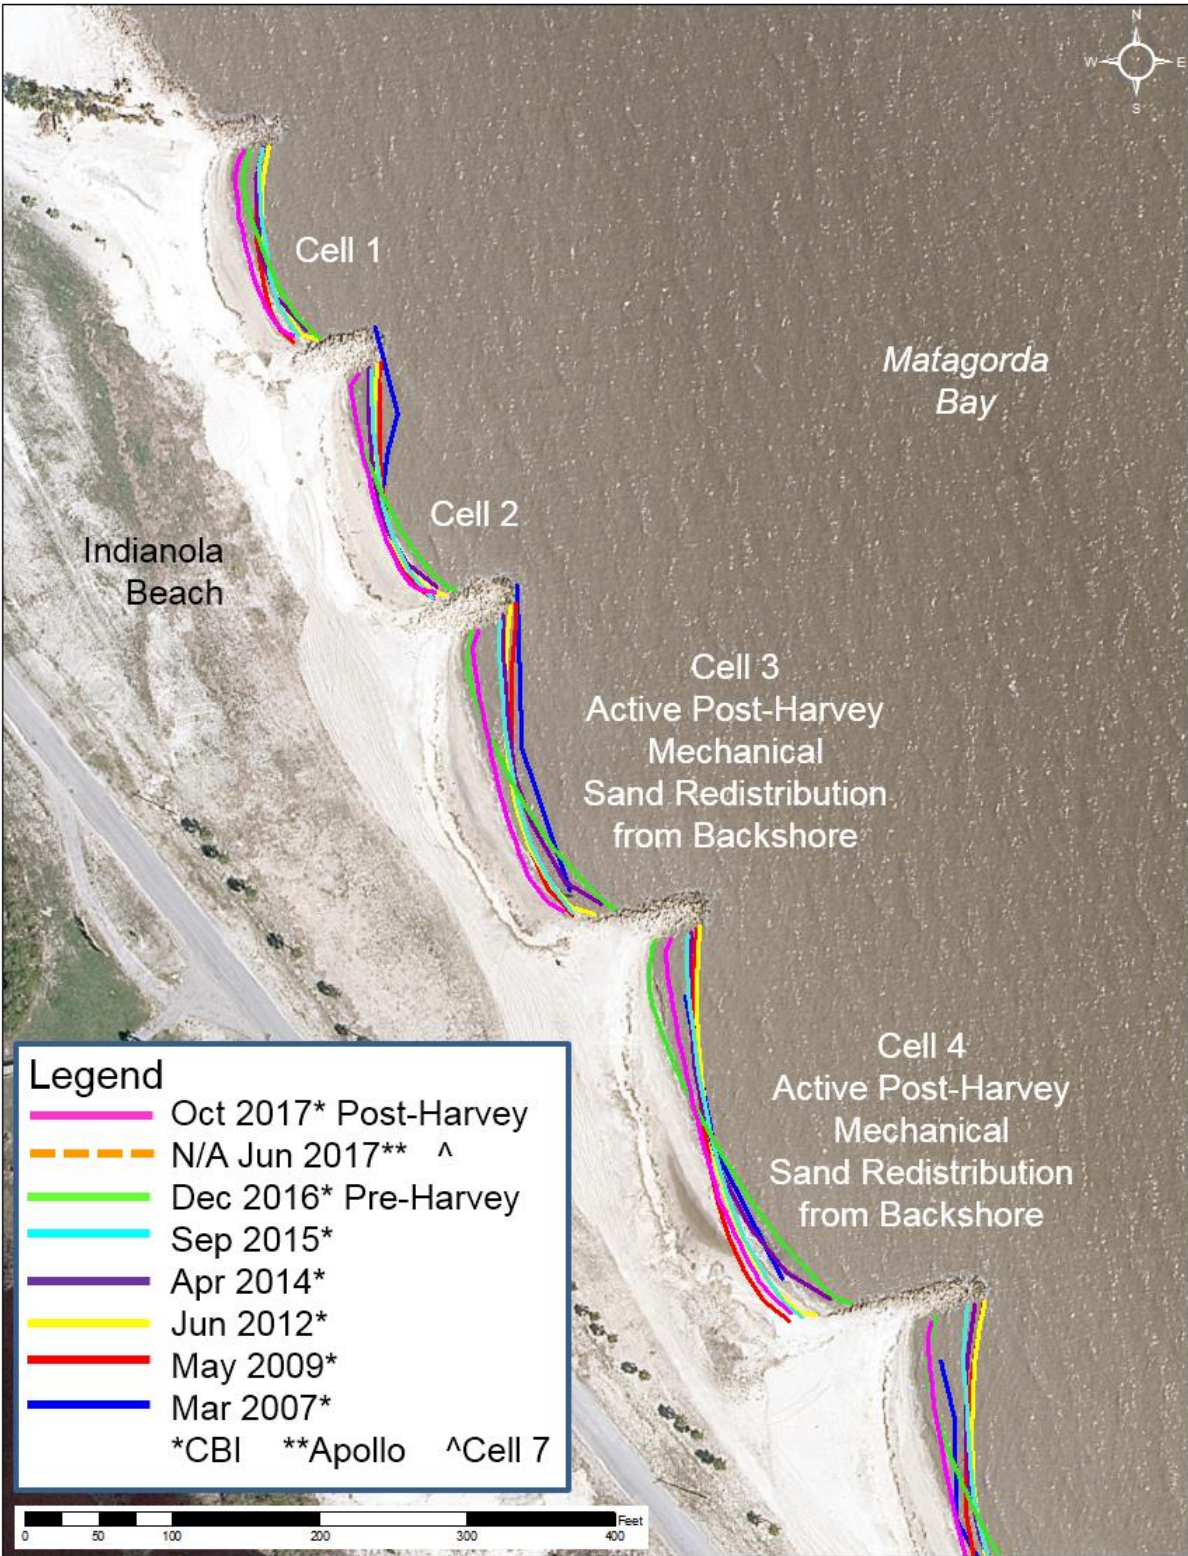 N
W E
S
Cell 1
Matagorda
Bay
Cell 2
Indianola
Beach
Cell 3
Active Post-Harvey
Mechanical
Sand Redistribution
from Backshore
Cell 4
Active Post-Harvey
Mechanical
Sand Redistribution
from Backshore
Legend
Oct 2017* Post-Harvey
N/A Jun 2017** ^
Dec 2016* Pre-Harvey
Sep 2015*
Apr 2014*
Jun 2012*
May 2009*
Mar 2007*
*CBI **Apollo ^Cell 7
Feet
0 50 100 200 300 400